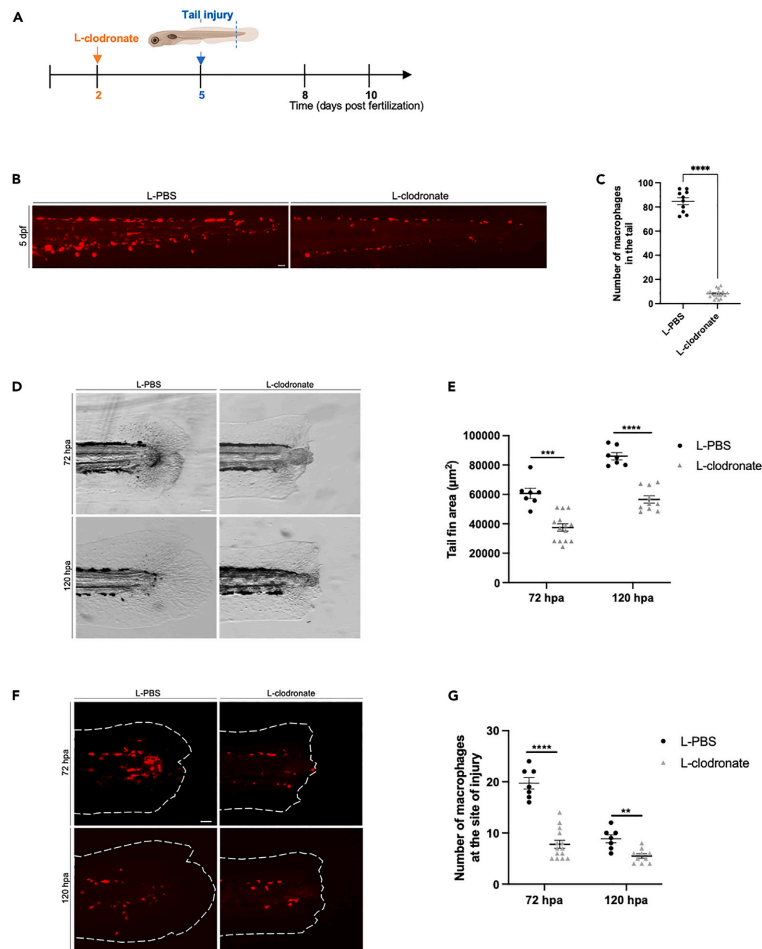 A
Tail injury
L-clodronate
2
5
8
10
Time (days post fertilization)
B
L-PBS
L-clodronate
5 dpf
C
****
Number of macrophages
in the tail
100
80
60
40
20
0
L-PBS
L-clodronate
D
L-PBS
L-clodronate
72 hpa
120 hpa
E
Tail fin area (µm²)
100000
80000
60000
40000
20000
0
***
****
72 hpa
120 hpa
L-PBS
L-clodronate
F
L-PBS
L-clodronate
72 hpa
120 hpa
G
Number of macrophages
at the site of injury
30
20
10
0
****
**
72 hpa
120 hpa
L-PBS
L-clodronate